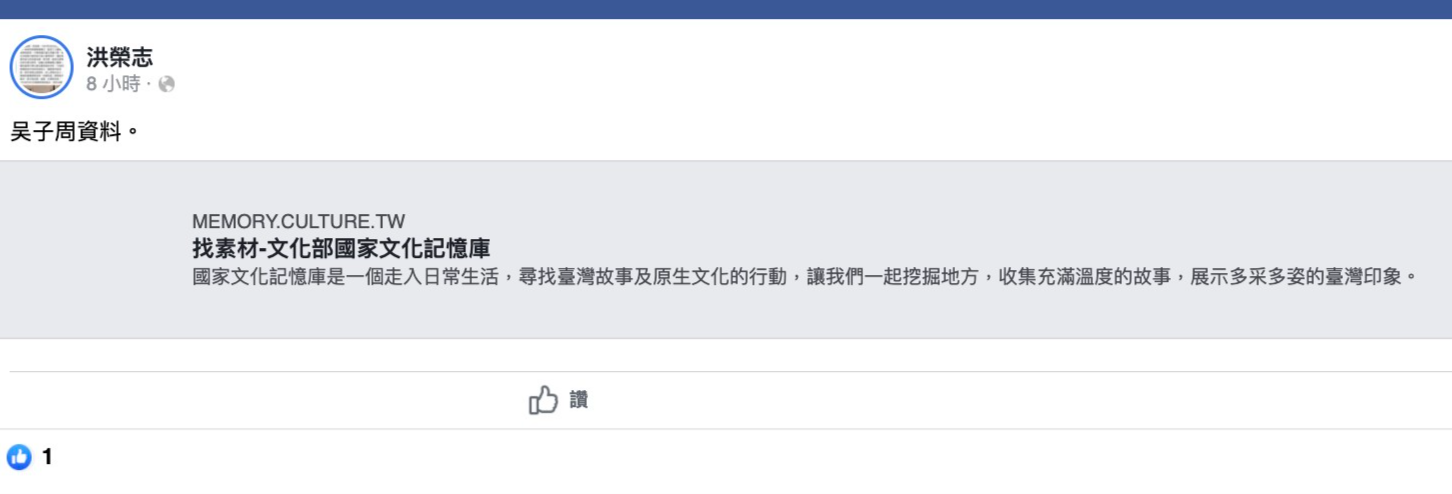 洪榮志
8 小時 ·
吴子周資料。
MEMORY.CULTURE.TW
找素材-文化部國家文化記憶庫
國家文化記憶庫是一個走入日常生活，尋找臺灣故事及原生文化的行動，讓我們一起挖掘地方，收集充滿溫度的故事，展示多采多姿的臺灣印象。
讚
1